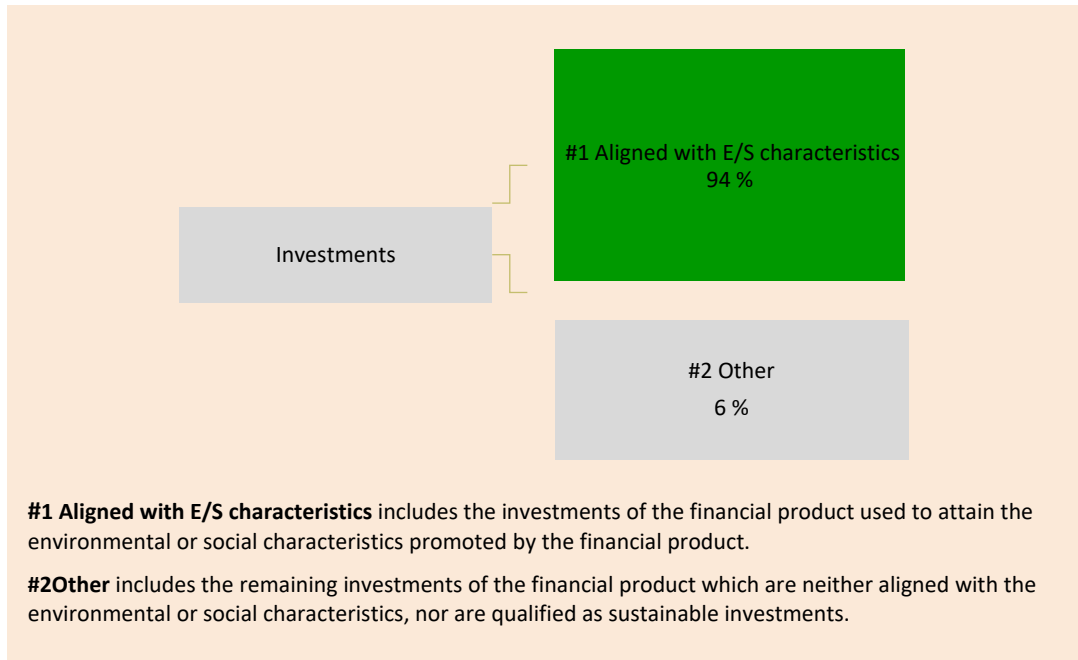 #1 Aligned with E/S characteristics
94 %
Investments
#2 Other
6 %
#1 Aligned with E/S characteristics includes the investments of the financial product used to attain the
environmental or social characteristics promoted by the financial product.
#2Other includes the remaining investments of the financial product which are neither aligned with the
environmental or social characteristics, nor are qualified as sustainable investments.